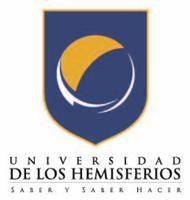 UNIVERSIDAD
DE LOS HEMISFERIOS
SABER Y SABER HACER